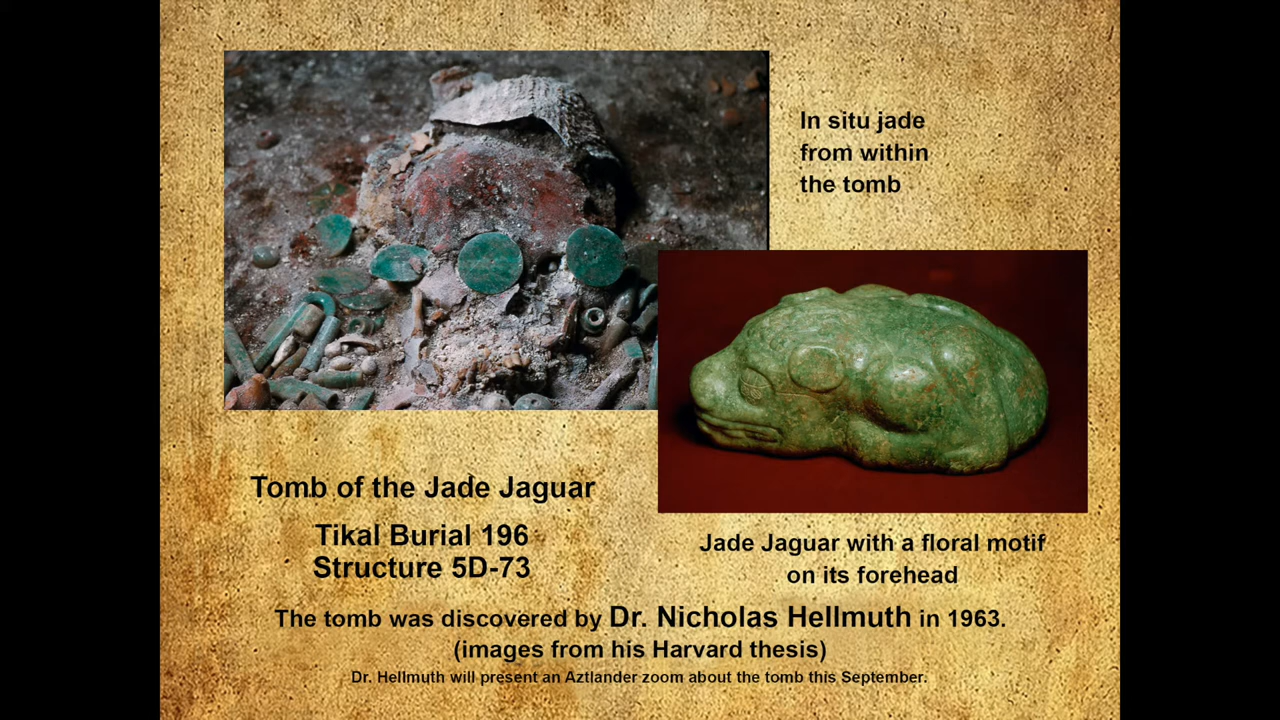 In situ jade
from within
the tomb
Tomb of the Jade Jaguar
Tikal Burial 196
Structure 5D-73
Jade Jaguar with a floral motif
on its forehead
The tomb was discovered by Dr. Nicholas Hellmuth in 1963.
(images from his Harvard thesis)
Dr. Hellmuth will present an Aztlander zoom about the tomb this September.